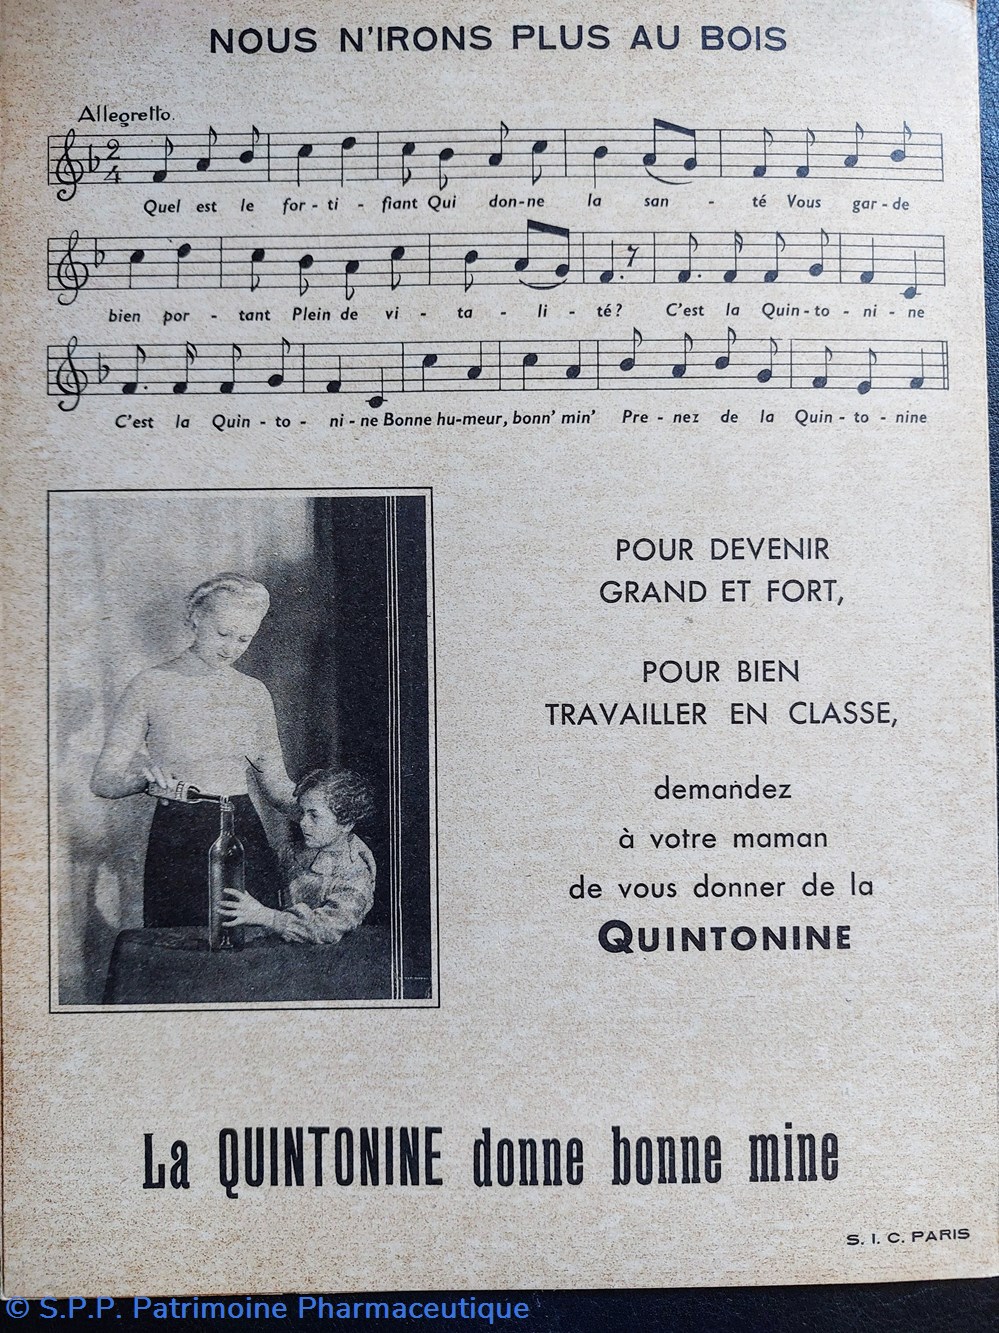 NOUS N'IRONS PLUS AU BOIS
Allegretto.
2
4
Quel est le for - ti - fiant Qui don-ne la san - té Vous gar-de
bien por - tant Plein de vi - ta - li - té? C'est la Quin-to - ni - ne
C'est la Quin - to - ni - ne Bonne hu-meur, bonn' min' Pre - nez de la Quin - to - nine
POUR DEVENIR
GRAND ET FORT,
POUR BIEN
TRAVAILLER EN CLASSE,
demandez
à votre maman
de vous donner de la
QUINTONINE
La QUINTONINE donne bonne mine
S. I. C. PARIS
© S.P.P. Patrimoine Pharmaceutique